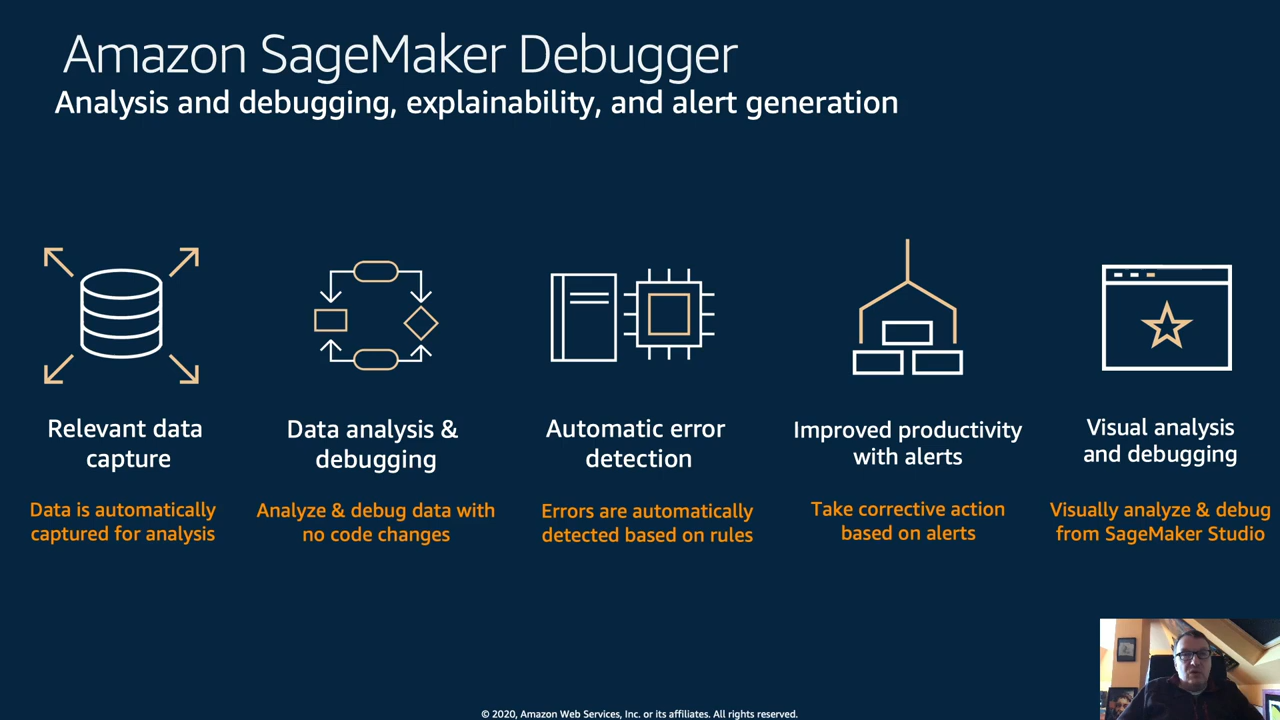 Amazon SageMaker Debugger
Analysis and debugging, explainability, and alert generation
Relevant data
capture
Data is automatically
captured for analysis
Data analysis &
debugging
Analyze & debug data with
no code changes
Automatic error
detection
Errors are automatically
detected based on rules
Improved productivity
with alerts
Take corrective action
based on alerts
Visual analysis
and debugging
Visually analyze & debug
from SageMaker Studio
© 2020, Amazon Web Services, Inc. or its affiliates. All rights reserved.